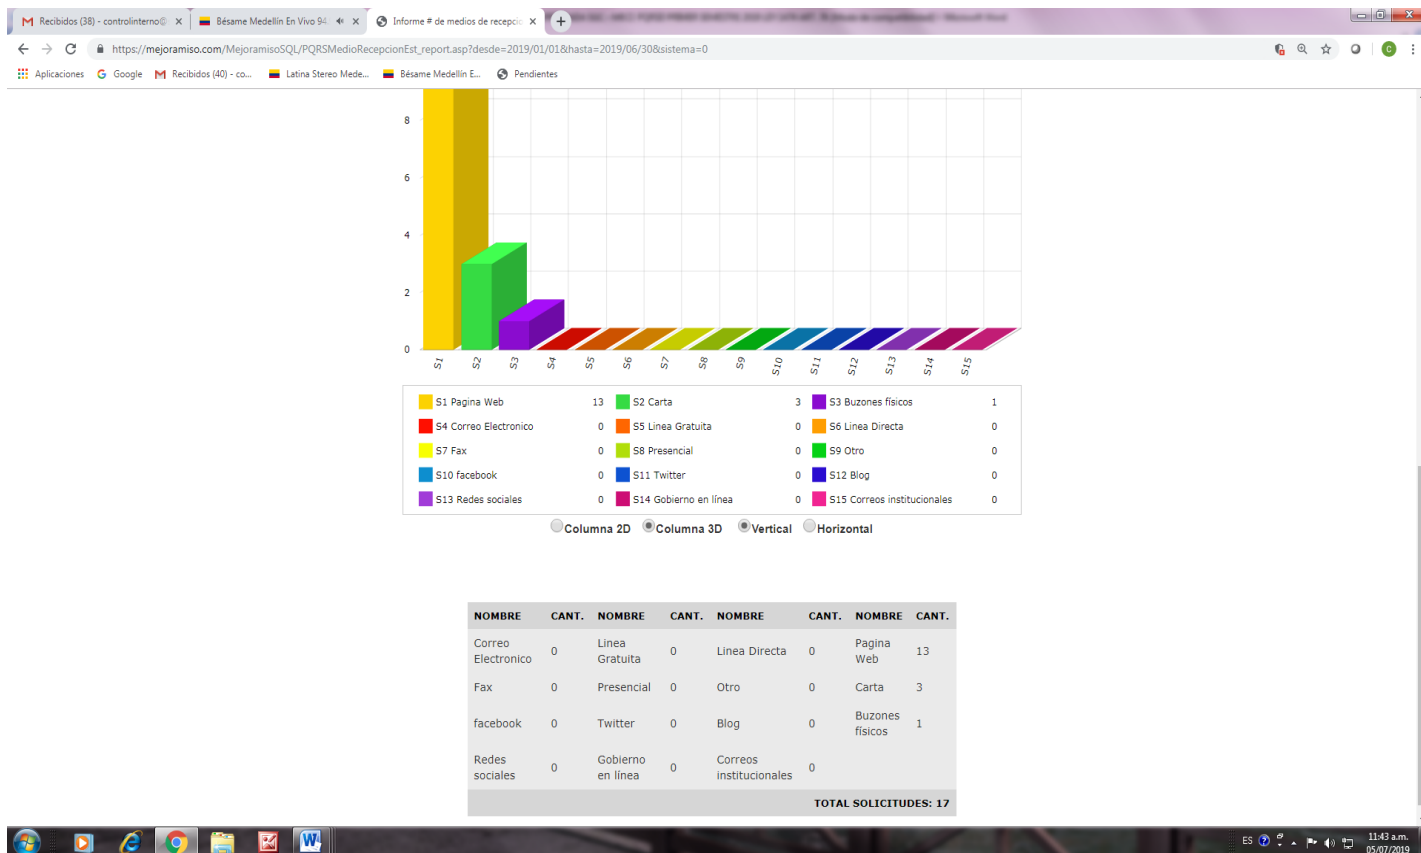 Recibidos (38) - controlinterno@
Bésame Medellín En Vivo 94.
Informe # de medios de recepció
https://mejoramiso.com/MejoramisoSQL/PQRSMedioRecepcionEst_report.asp?desde=2019/01/01&hasta=2019/06/30&sistema=0
C
Aplicaciones Google Recibidos (40) - co... Latina Stereo Mede... Bésame Medellín E... Pendientes
8
6
4
2
0
S1 S2 S3 S4 S5 S6 S7 S8 S9 S10 S11 S12 S13 S14 S15
S1 Pagina Web 13 S2 Carta 3 S3 Buzones físicos 1
S4 Correo Electronico 0 S5 Linea Gratuita 0 S6 Linea Directa 0
S7 Fax 0 S8 Presencial 0 S9 Otro 0
S10 facebook 0 S11 Twitter 0 S12 Blog 0
S13 Redes sociales 0 S14 Gobierno en línea 0 S15 Correos institucionales 0
Columna 2D Columna 3D Vertical Horizontal
NOMBRE CANT. NOMBRE CANT. NOMBRE CANT. NOMBRE CANT.
Correo Electronico 0 Linea Gratuita 0 Linea Directa 0 Pagina Web 13
Fax 0 Presencial 0 Otro 0 Carta 3
facebook 0 Twitter 0 Blog 0 Buzones físicos 1
Redes sociales 0 Gobierno en línea 0 Correos institucionales 0
TOTAL SOLICITUDES: 17
ES 11:43 a.m.
05/07/2019